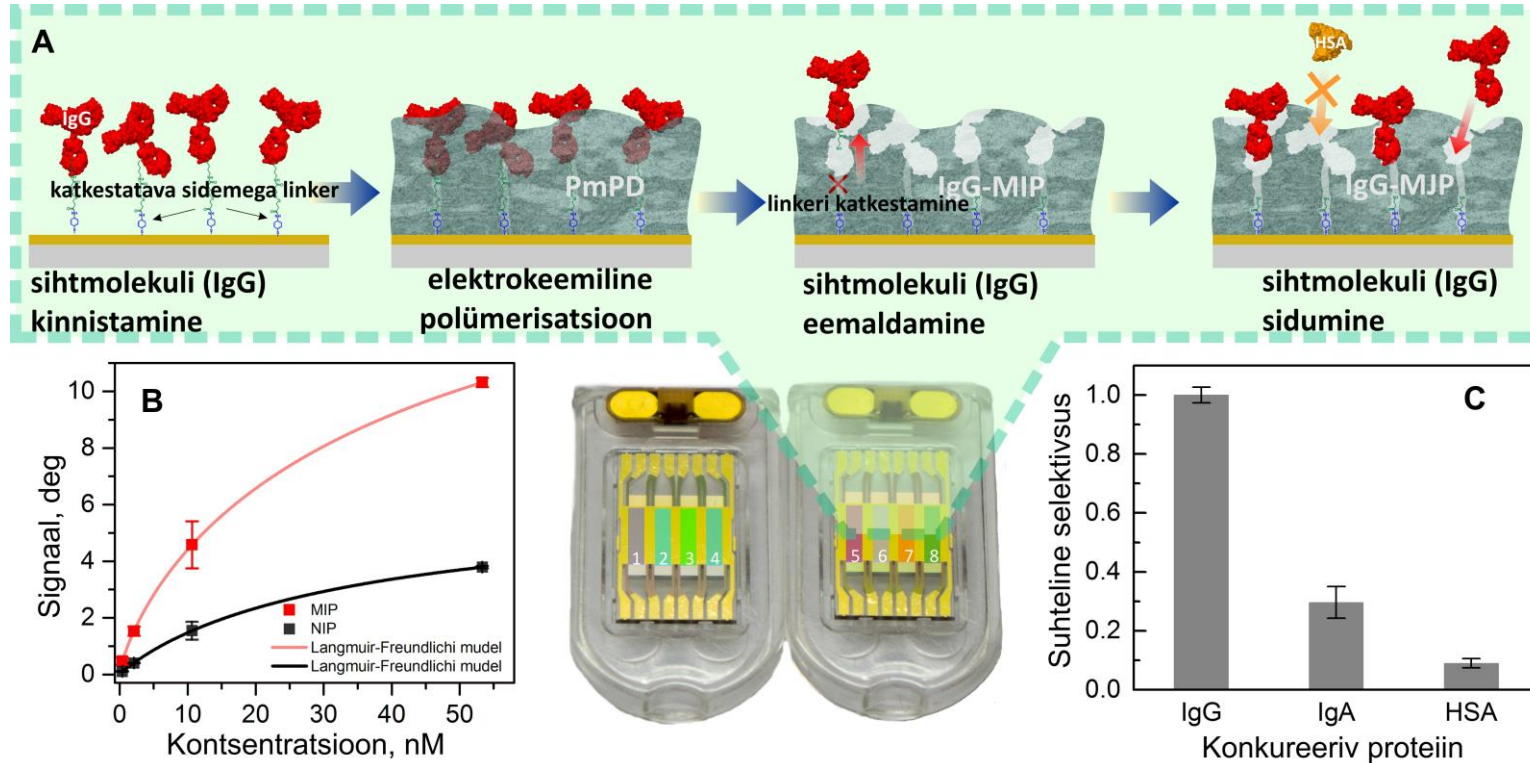 A
IgG
katkestatava sidemega linker
sihtmolekuli (IgG)
kinnistamine
PmPD
elektrokeemiline
polümerisatsioon
IgG-MIP
linkeri katkestamine
sihtmolekuli (IgG)
eemaldamine
HSA
IgG-MJP
sihtmolekuli (IgG)
sidumine
B
Signaal, deg
10
8
6
4
2
0
MIP
NIP
Langmuir-Freundlichi mudel
Langmuir-Freundlichi mudel
0 10 20 30 40 50
Kontsentratsioon, nM
1 2 3 4
5 6 7 8
C
Suhteline selektivsus
1.0
0.8
0.6
0.4
0.2
0.0
IgG IgA HSA
Konkureeriv proteiin